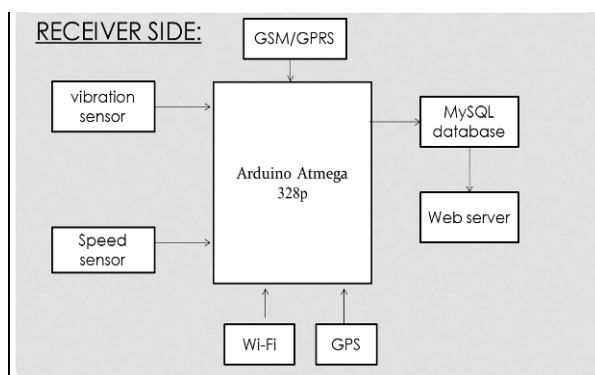 RECEIVER SIDE:
GSM/GPRS
vibration
sensor
MySQL
database
Arduino Atmega
328p
Web server
Speed
sensor
Wi-Fi
GPS